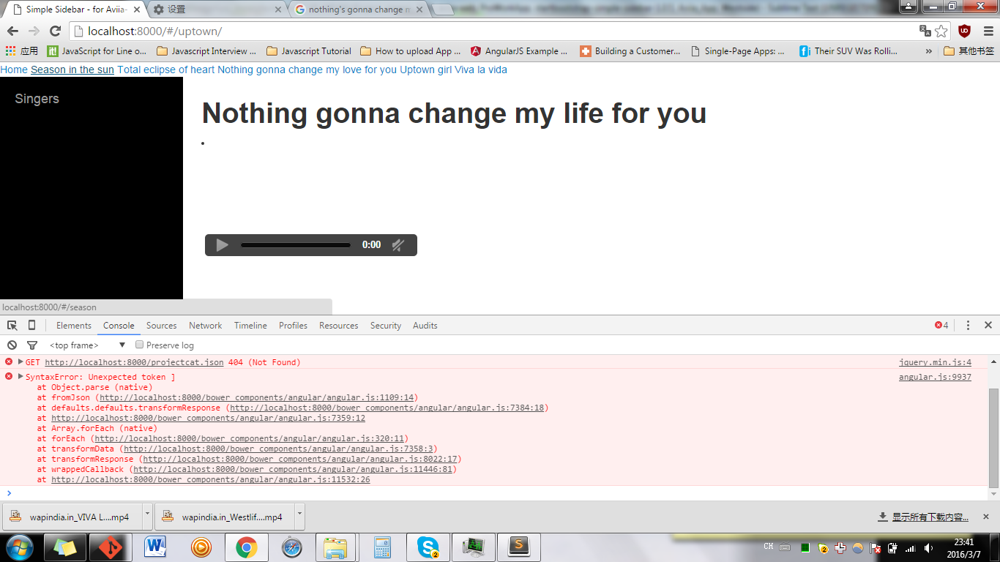 Simple Sidebar - for Aviia-
设置
nothing's gonna change m
localhost:8000/#/uptown/
应用
it!
JavaScript for Line o...
Javascript Interview ...
Javascript Tutorial
How to upload App ...
AngularJS Example ...
Building a Customer...
Single-Page Apps: ...
Their SUV Was Rolli...
»
其他书签
Home Season in the sun Total eclipse of heart Nothing gonna change my love for you Uptown girl Viva la vida
Singers
Nothing gonna change my life for you
0:00
localhost:8000/#/season
Elements Console Sources Network Timeline Profiles Resources Security Audits
4
<top frame>
Preserve log
GET http://localhost:8000/projectcat.json 404 (Not Found)
jquery.min.js:4
SyntaxError: Unexpected token ]
angular.js:9937
at Object.parse (native)
at fromJson (http://localhost:8000/bower_components/angular/angular.js:1109:14)
at defaults.defaults.transformResponse (http://localhost:8000/bower_components/angular/angular.js:7384:18)
at http://localhost:8000/bower_components/angular/angular.js:7359:12
at Array.forEach (native)
at forEach (http://localhost:8000/bower_components/angular/angular.js:320:11)
at transformData (http://localhost:8000/bower_components/angular/angular.js:7358:3)
at transformResponse (http://localhost:8000/bower_components/angular/angular.js:8022:17)
at wrappedCallback (http://localhost:8000/bower_components/angular/angular.js:11446:81)
at http://localhost:8000/bower_components/angular/angular.js:11532:26
wapindia.in_VIVA L....mp4
wapindia.in_Westlif....mp4
显示所有下载内容...
CH
23:41
2016/3/7